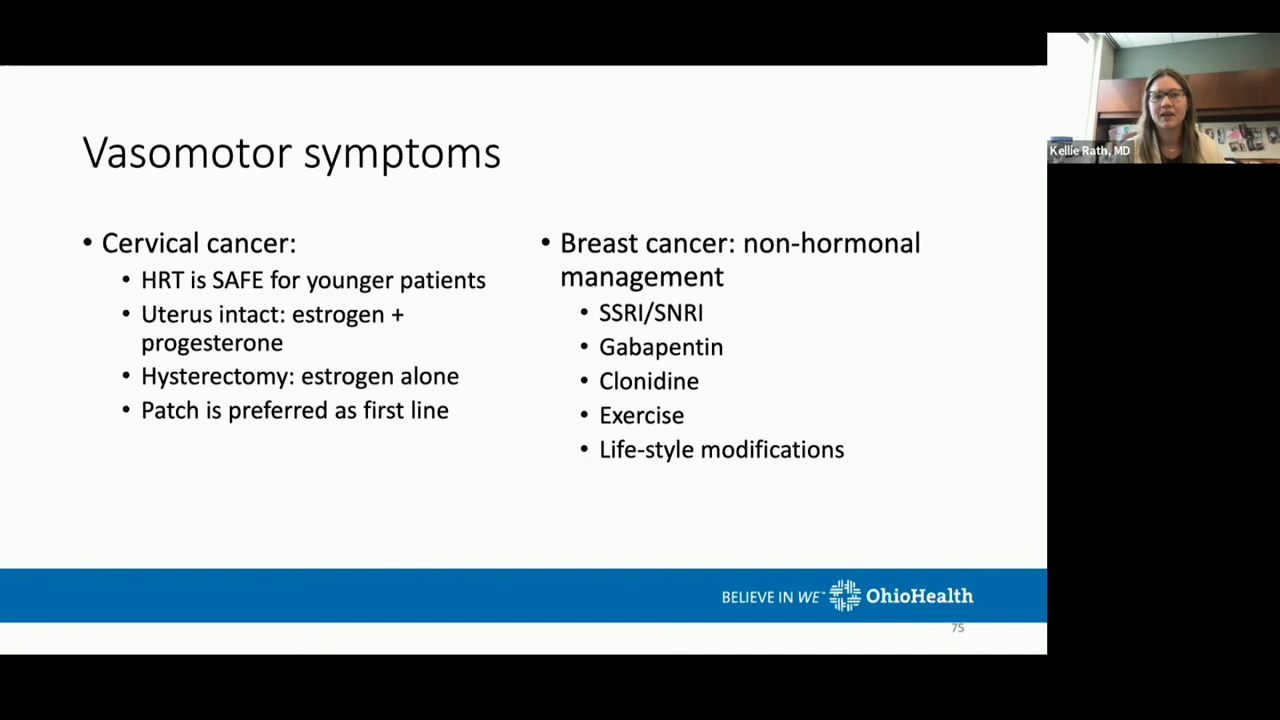 Vasomotor symptoms
• Cervical cancer:
• HRT is SAFE for younger patients
• Uterus intact: estrogen +
progesterone
• Hysterectomy: estrogen alone
• Patch is preferred as first line
• Breast cancer: non-hormonal
management
• SSRI/SNRI
• Gabapentin
• Clonidine
• Exercise
• Life-style modifications
BELIEVE IN WE™ OhioHealth
75
Kellie Rath, MD